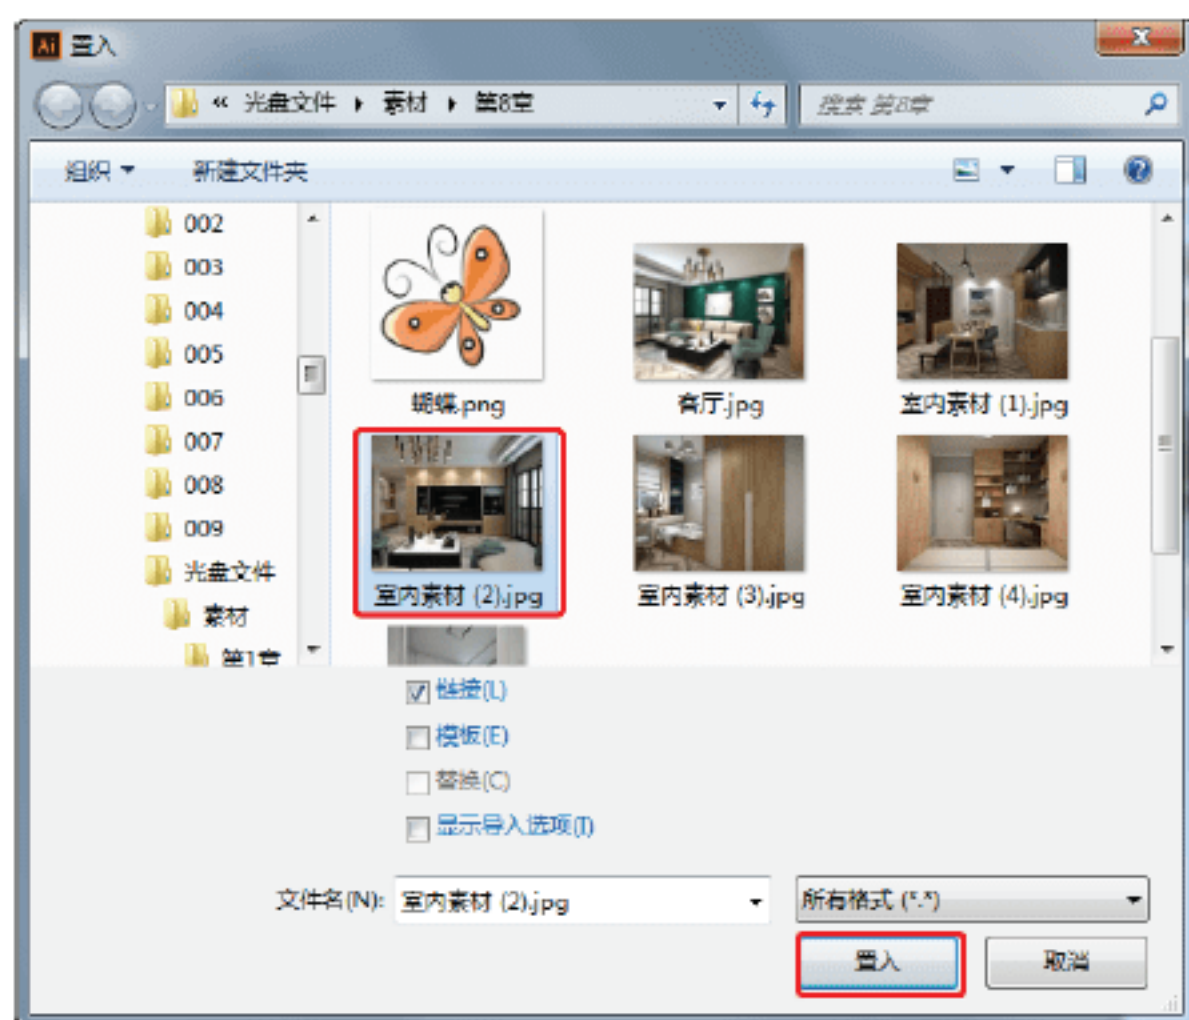 Ai 置入
« 光盘文件 ▸ 素材 ▸ 第8章
搜索 第8章
组织 新建文件夹
002
003
004
005
006
007
008
009
光盘文件
素材
第1章
蝴蝶.png
客厅.jpg
室内素材 (1).jpg
室内素材 (2).jpg
室内素材 (3).jpg
室内素材 (4).jpg
链接(L)
模板(E)
替换(C)
显示导入选项(I)
文件名(N): 室内素材 (2).jpg
所有格式 (*.*)
置入
取消